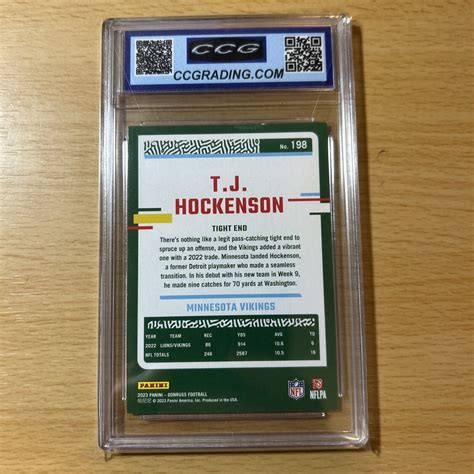 CCG
CCGRADING.COM
No. 198
T.J.
HOCKENSON
TIGHT END
There's nothing like a legit pass-catching tight end to
spruce up an offense, and the Vikings added a vibrant
one with a 2022 trade. Minnesota landed Hockenson,
a former Detroit playmaker who made a seamless
transition. In his debut with his new team in Week 9,
he made nine catches for 70 yards at Washington.
MINNESOTA VIKINGS
YEAR TEAM REC YDS AVG TD
2022 LIONS/VIKINGS 86 914 10.6 6
NFL TOTALS 246 2587 10.5 18
PANINI
2023 PANINI - DONRUSS FOOTBALL
© 2023 Panini America, Inc. Produced in the USA.
NFL
NFLPA